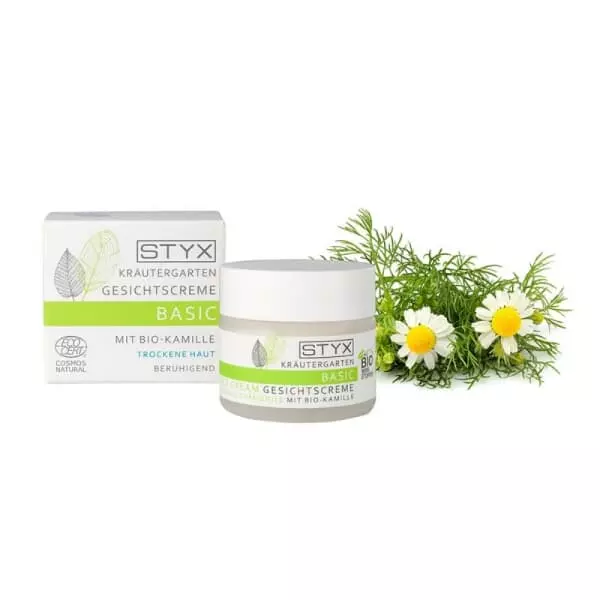 STYX
KRÄUTERGARTEN
GESICHTSCREME
BASIC
MIT BIO-KAMILLE
TROCKENE HAUT
BERUHIGEND
ECO
CERT
COSMOS
NATURAL
STYX
KRÄUTERGARTEN
BASIC
CREAM GESICHTSCREME
MIT BIO-KAMILLE
BIO